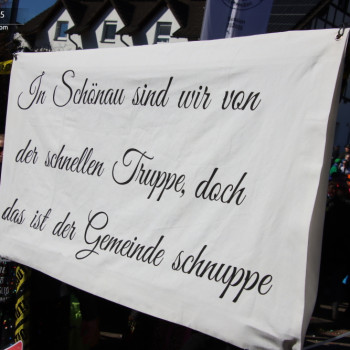 In Schönau sind wir von
der schnellen Truppe, doch
das ist der Gemeinde schnuppe